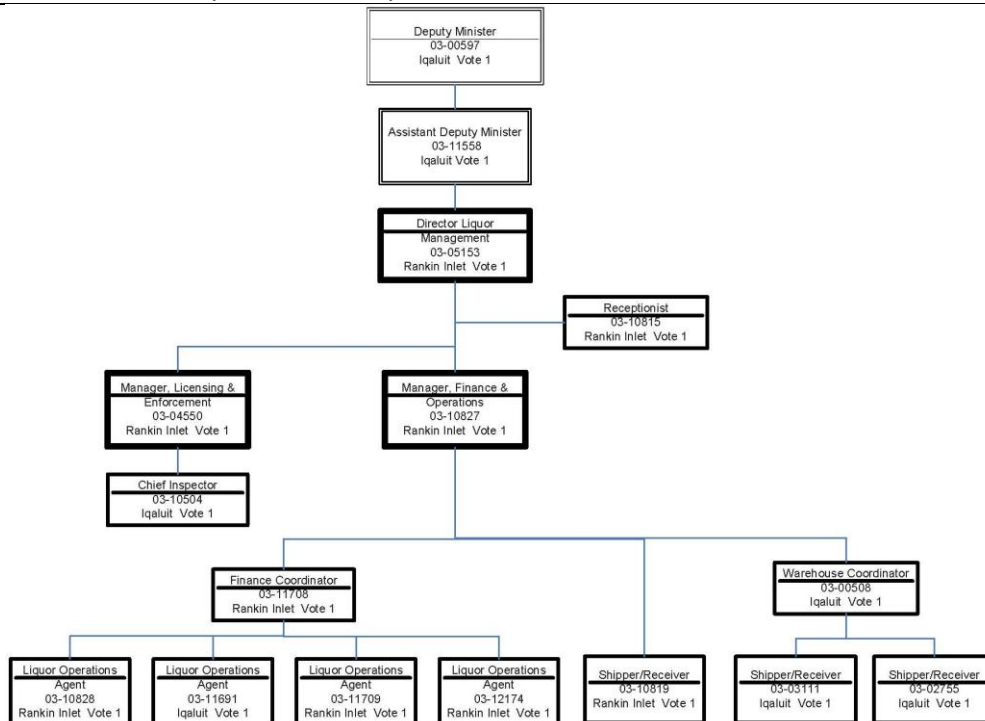 Deputy Minister
03-00597
Iqaluit Vote 1
Assistant Deputy Minister
03-11558
Iqaluit Vote 1
Director Liquor
Management
03-05153
Rankin Inlet Vote 1
Receptionist
03-10815
Rankin Inlet Vote 1
Manager, Licensing &
Enforcement
03-04550
Rankin Inlet Vote 1
Manager, Finance &
Operations
03-10827
Rankin Inlet Vote 1
Chief Inspector
03-10504
Iqaluit Vote 1
Finance Coordinator
03-11708
Rankin Inlet Vote 1
Warehouse Coordinator
03-00508
Iqaluit Vote 1
Liquor Operations
Agent
03-10828
Rankin Inlet Vote 1
Liquor Operations
Agent
03-11691
Iqaluit Vote 1
Liquor Operations
Agent
03-11709
Rankin Inlet Vote 1
Liquor Operations
Agent
03-12174
Rankin Inlet Vote 1
Shipper/Receiver
03-10819
Rankin Inlet Vote 1
Shipper/Receiver
03-03111
Iqaluit Vote 1
Shipper/Receiver
03-02755
Iqaluit Vote 1